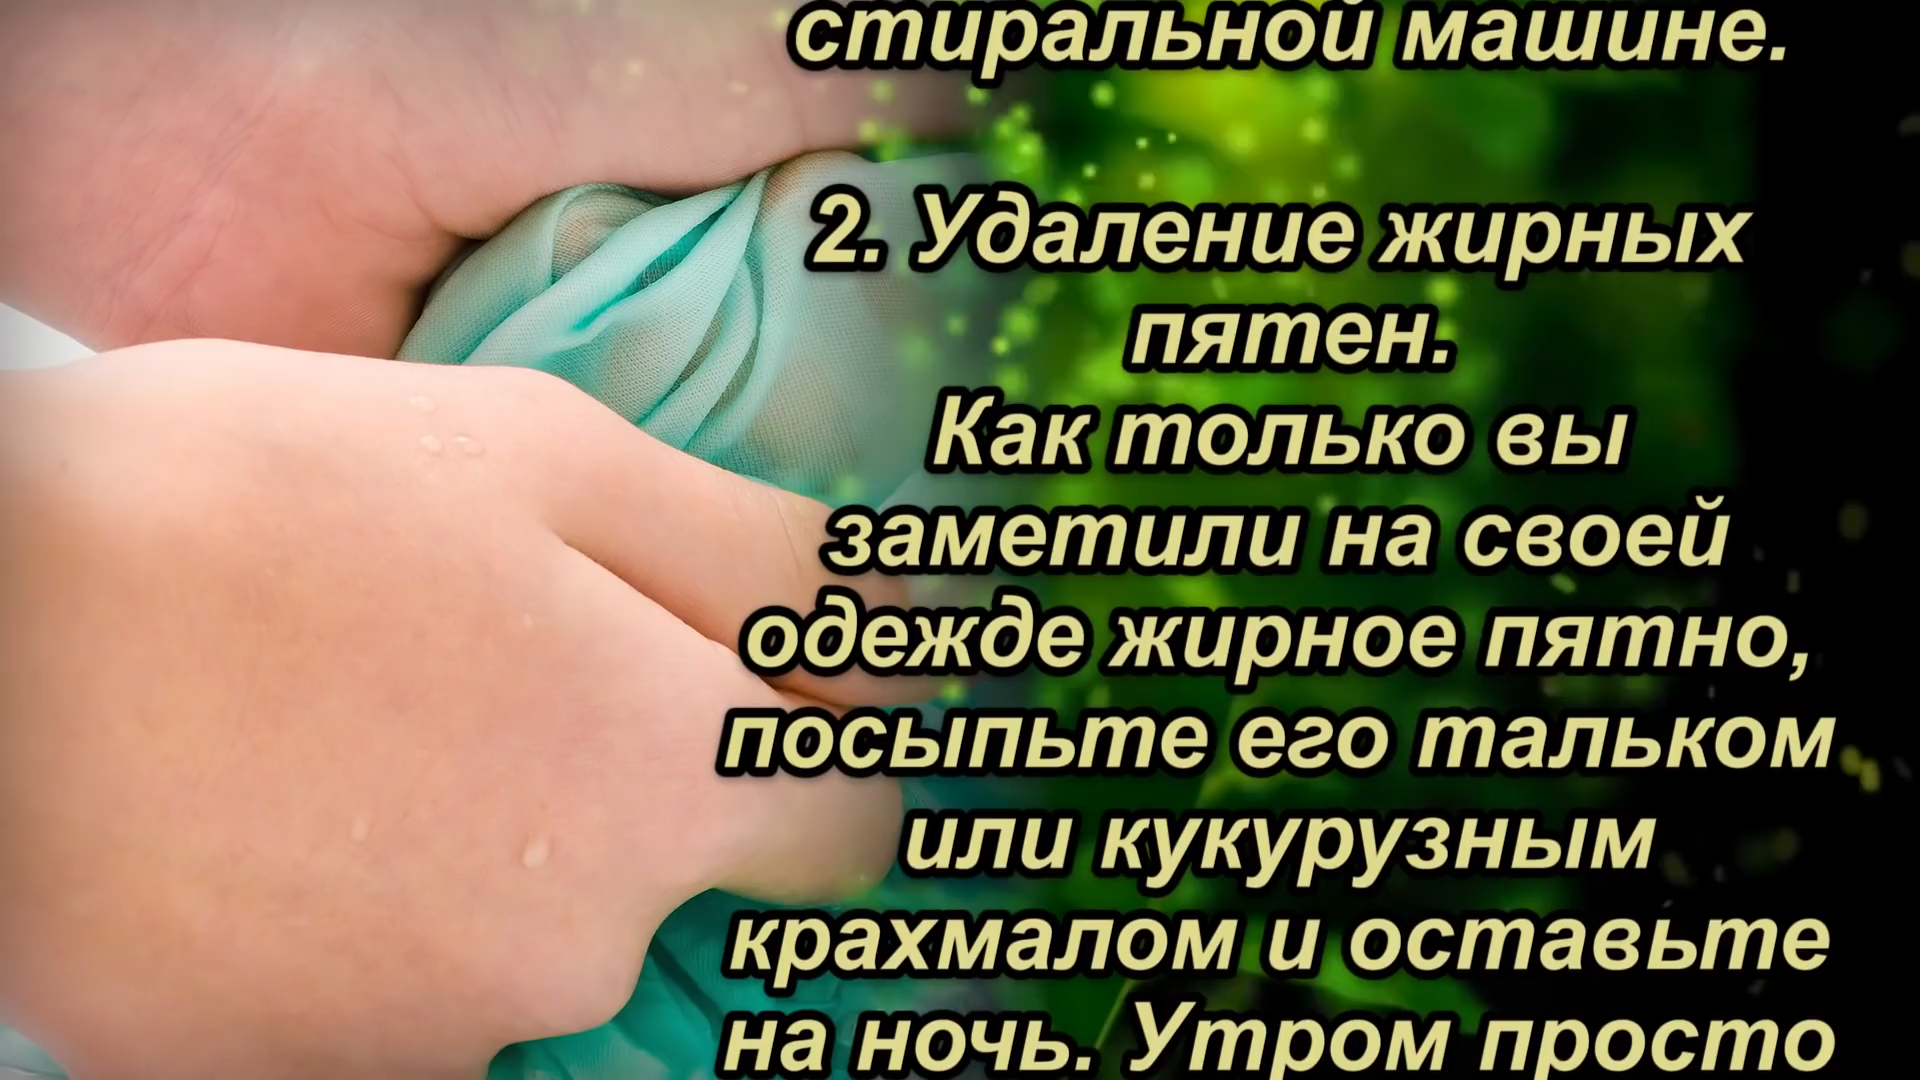 стиральной машине.
2. Удаление жирных
пятен.
Как только вы
заметили на своей
одежде жирное пятно,
посыпьте его тальком
или кукурузным
крахмалом и оставьте
на ночь. Утром просто